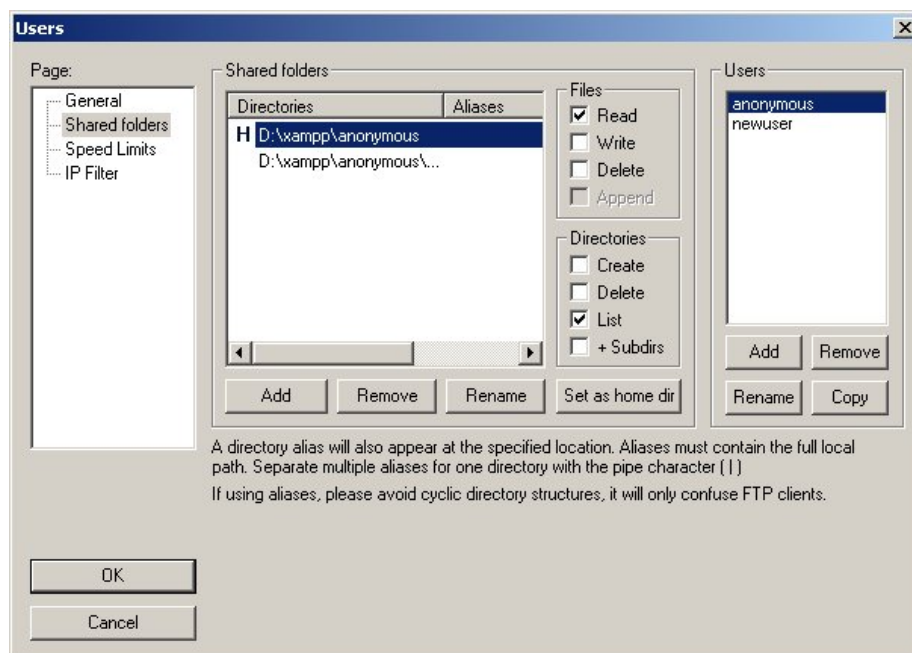 Users
Page:
General
Shared folders
Speed Limits
IP Filter
Shared folders
Directories Aliases
H D:\xampp\anonymous
D:\xampp\anonymous\...
Add Remove Rename Set as home dir
Files
Read
Write
Delete
Append
Directories
Create
Delete
List
+ Subdirs
Users
anonymous
newuser
Add Remove
Rename Copy
A directory alias will also appear at the specified location. Aliases must contain the full local
path. Separate multiple aliases for one directory with the pipe character ( | )
If using aliases, please avoid cyclic directory structures, it will only confuse FTP clients.
OK
Cancel